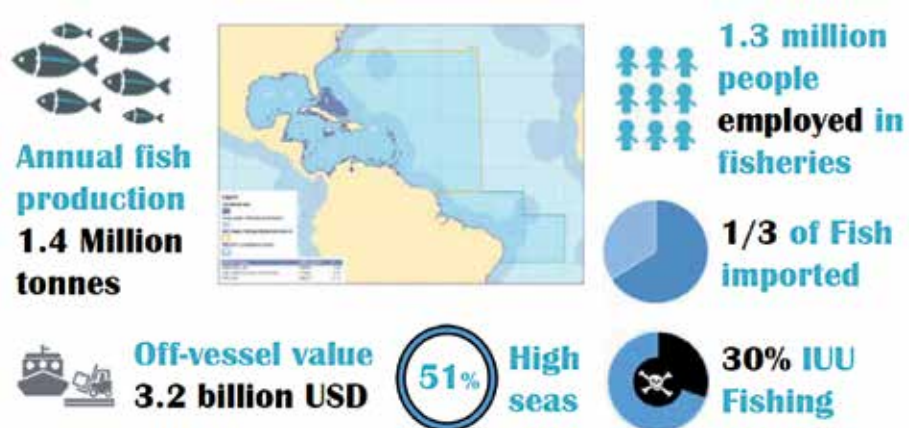 Annual fish
production
1.4 Million
tonnes
1.3 million
people
employed in
fisheries
1/3 of Fish
imported
Off-vessel value
3.2 billion USD
51%
High
seas
30% IUU
Fishing